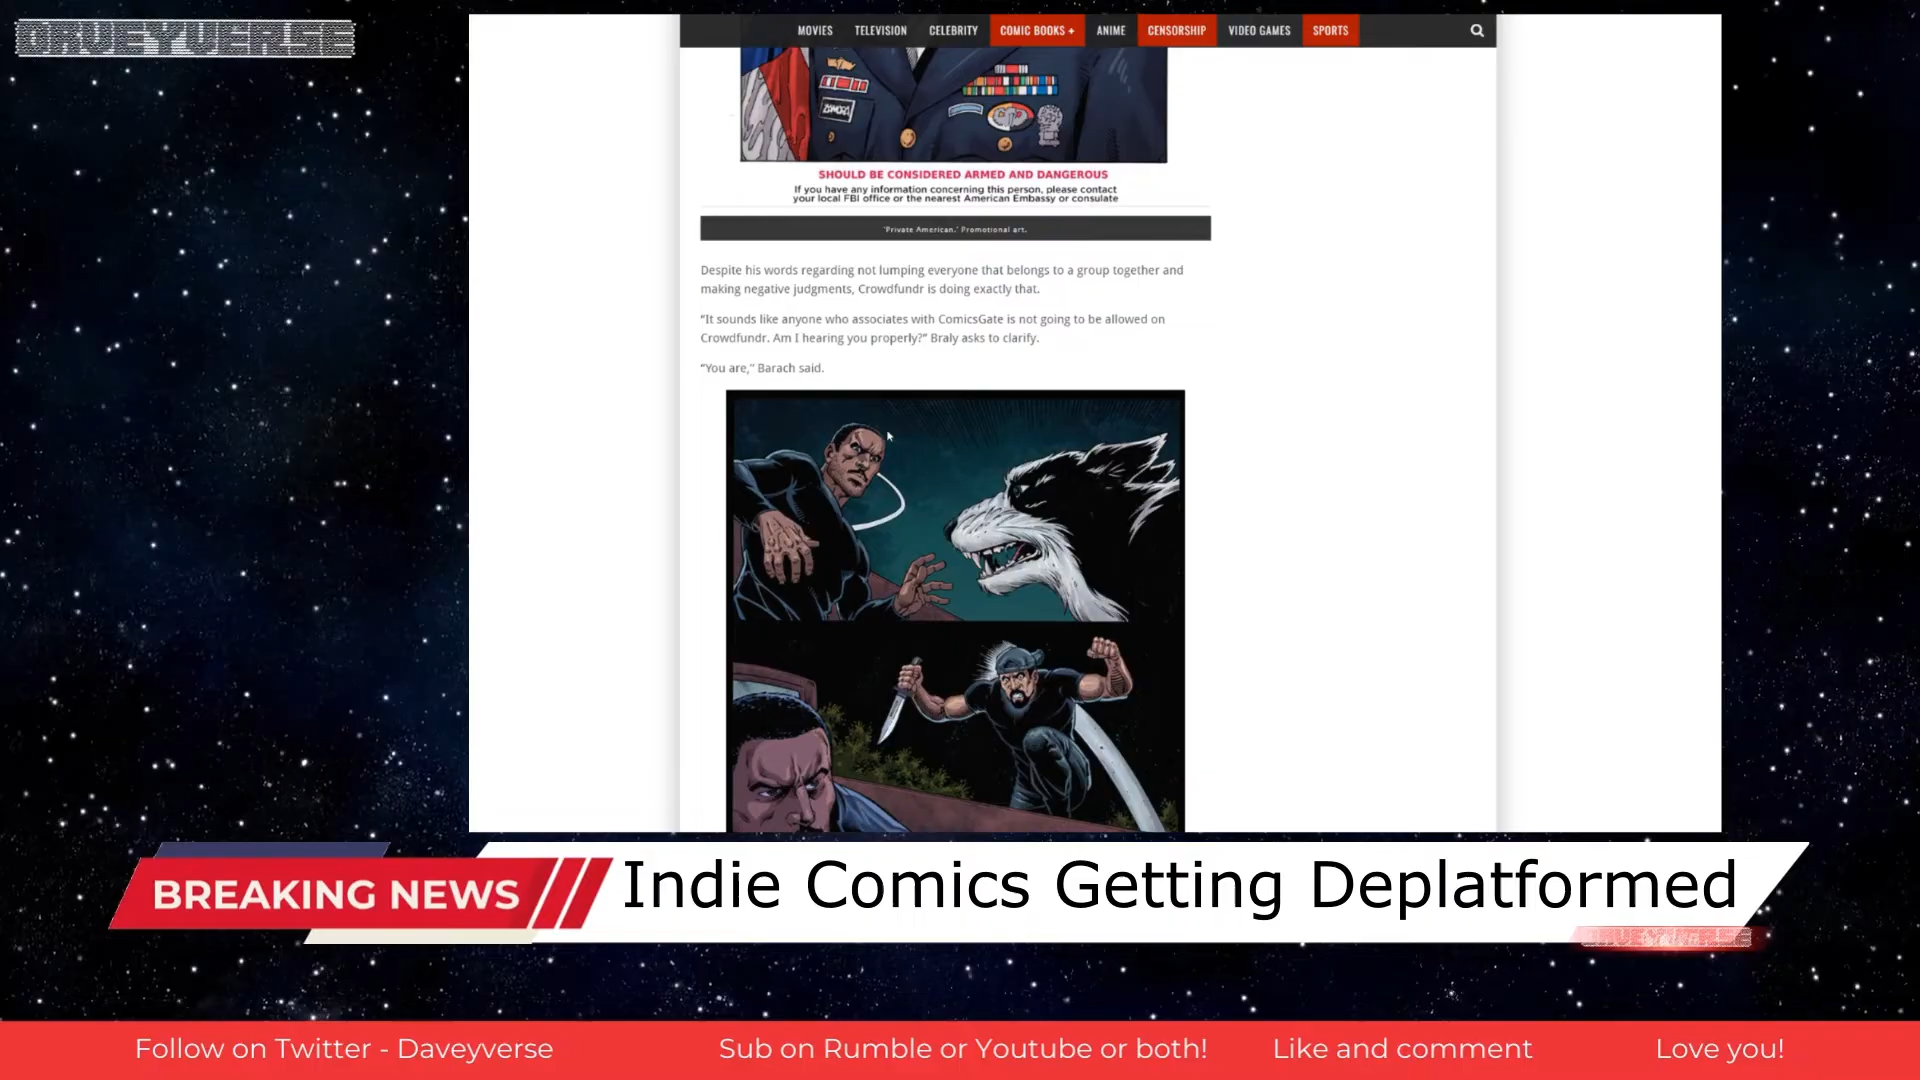 DAVEYVERSE
MOVIES TELEVISION CELEBRITY COMIC BOOKS + ANIME CENSORSHIP VIDEO GAMES SPORTS
SHOULD BE CONSIDERED ARMED AND DANGEROUS
If you have any information concerning this person, please contact
your local FBI office or the nearest American Embassy or consulate
'Private American.' Promotional art.
Despite his words regarding not lumping everyone that belongs to a group together and
making negative judgments, Crowdfundr is doing exactly that.
“It sounds like anyone who associates with ComicsGate is not going to be allowed on
Crowdfundr. Am I hearing you properly?” Braly asks to clarify.
“You are,” Barach said.
BREAKING NEWS
Indie Comics Getting Deplatformed
Follow on Twitter - Daveyverse Sub on Rumble or Youtube or both! Like and comment Love you!